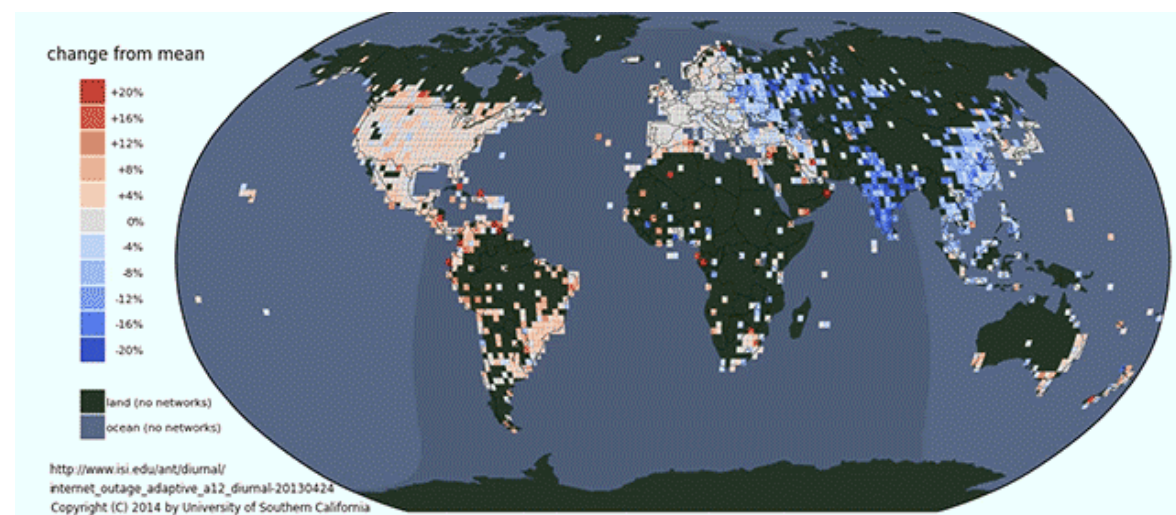 change from mean
+20%
+16%
+12%
+8%
+4%
0%
-4%
-8%
-12%
-16%
-20%
land (no networks)
ocean (no networks)
http://www.isi.edu/ant/diurnal/
internet_outage_adaptive_a12_diurnal-20130424
Copyright (C) 2014 by University of Southern California